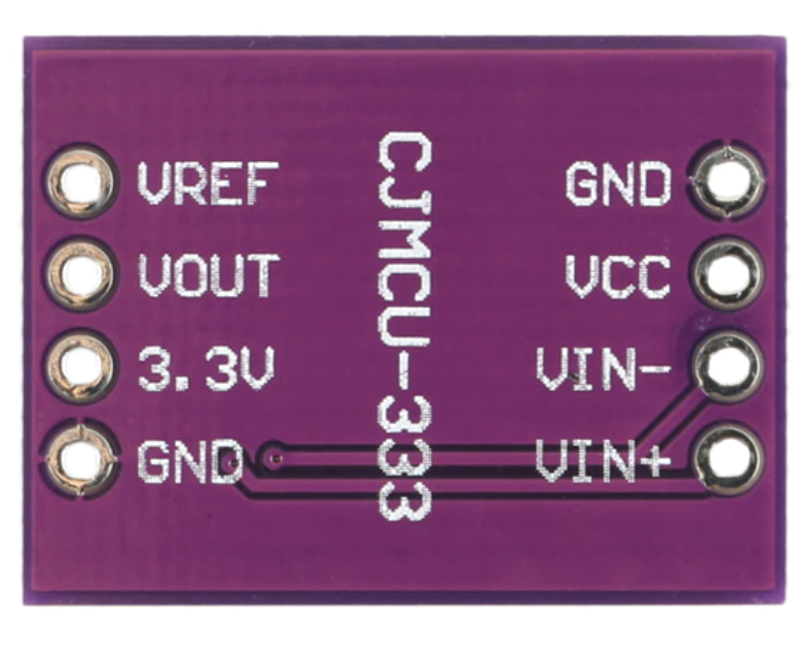 VREF
VOUT
3.3V
GND
CJMCU-333
GND
VCC
VIN-
VIN+